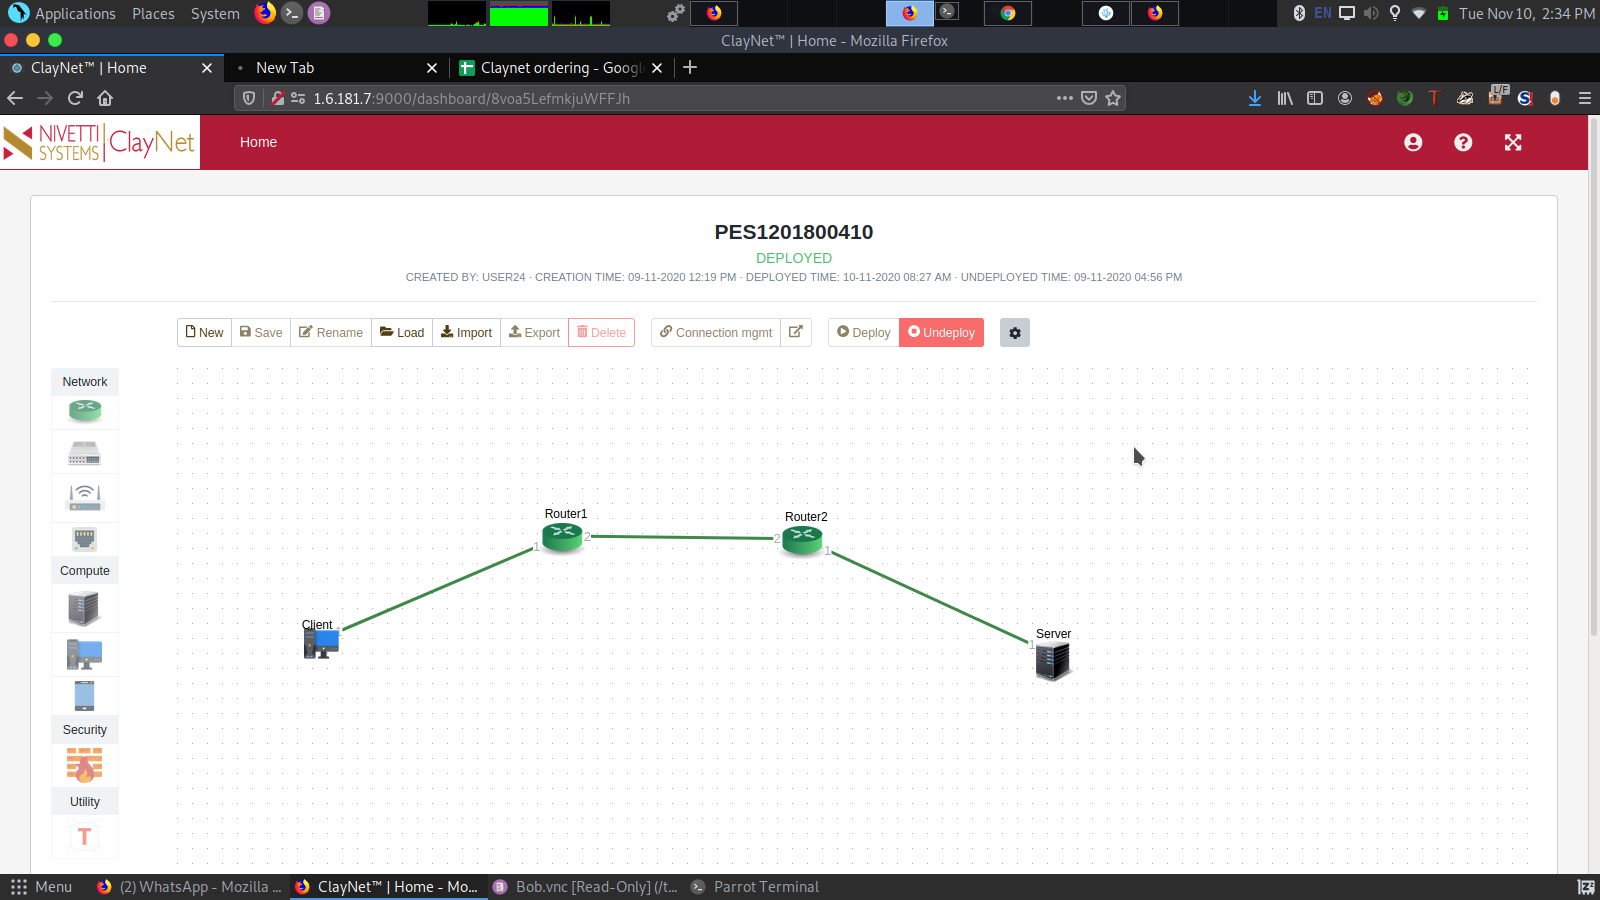 Applications Places System EN Tue Nov 10, 2:34 PM
ClayNet™ | Home - Mozilla Firefox
ClayNet™ | Home New Tab Claynet ordering - Googl
1.6.181.7:9000/dashboard/8voa5LefmkjuWFFJh L/F
NIVETTI SYSTEMS ClayNet Home
PES1201800410
DEPLOYED
CREATED BY: USER24 · CREATION TIME: 09-11-2020 12:19 PM · DEPLOYED TIME: 10-11-2020 08:27 AM · UNDEPLOYED TIME: 09-11-2020 04:56 PM
New Save Rename Load Import Export Delete Connection mgmt Deploy Undeploy
Network
Router1
Router2
1 2 2 1
Compute
Client 1
Server
1
Security
Utility
T
Menu (2) WhatsApp - Mozilla ... ClayNet™ | Home - Mo... Bob.vnc [Read-Only] (/t... Parrot Terminal